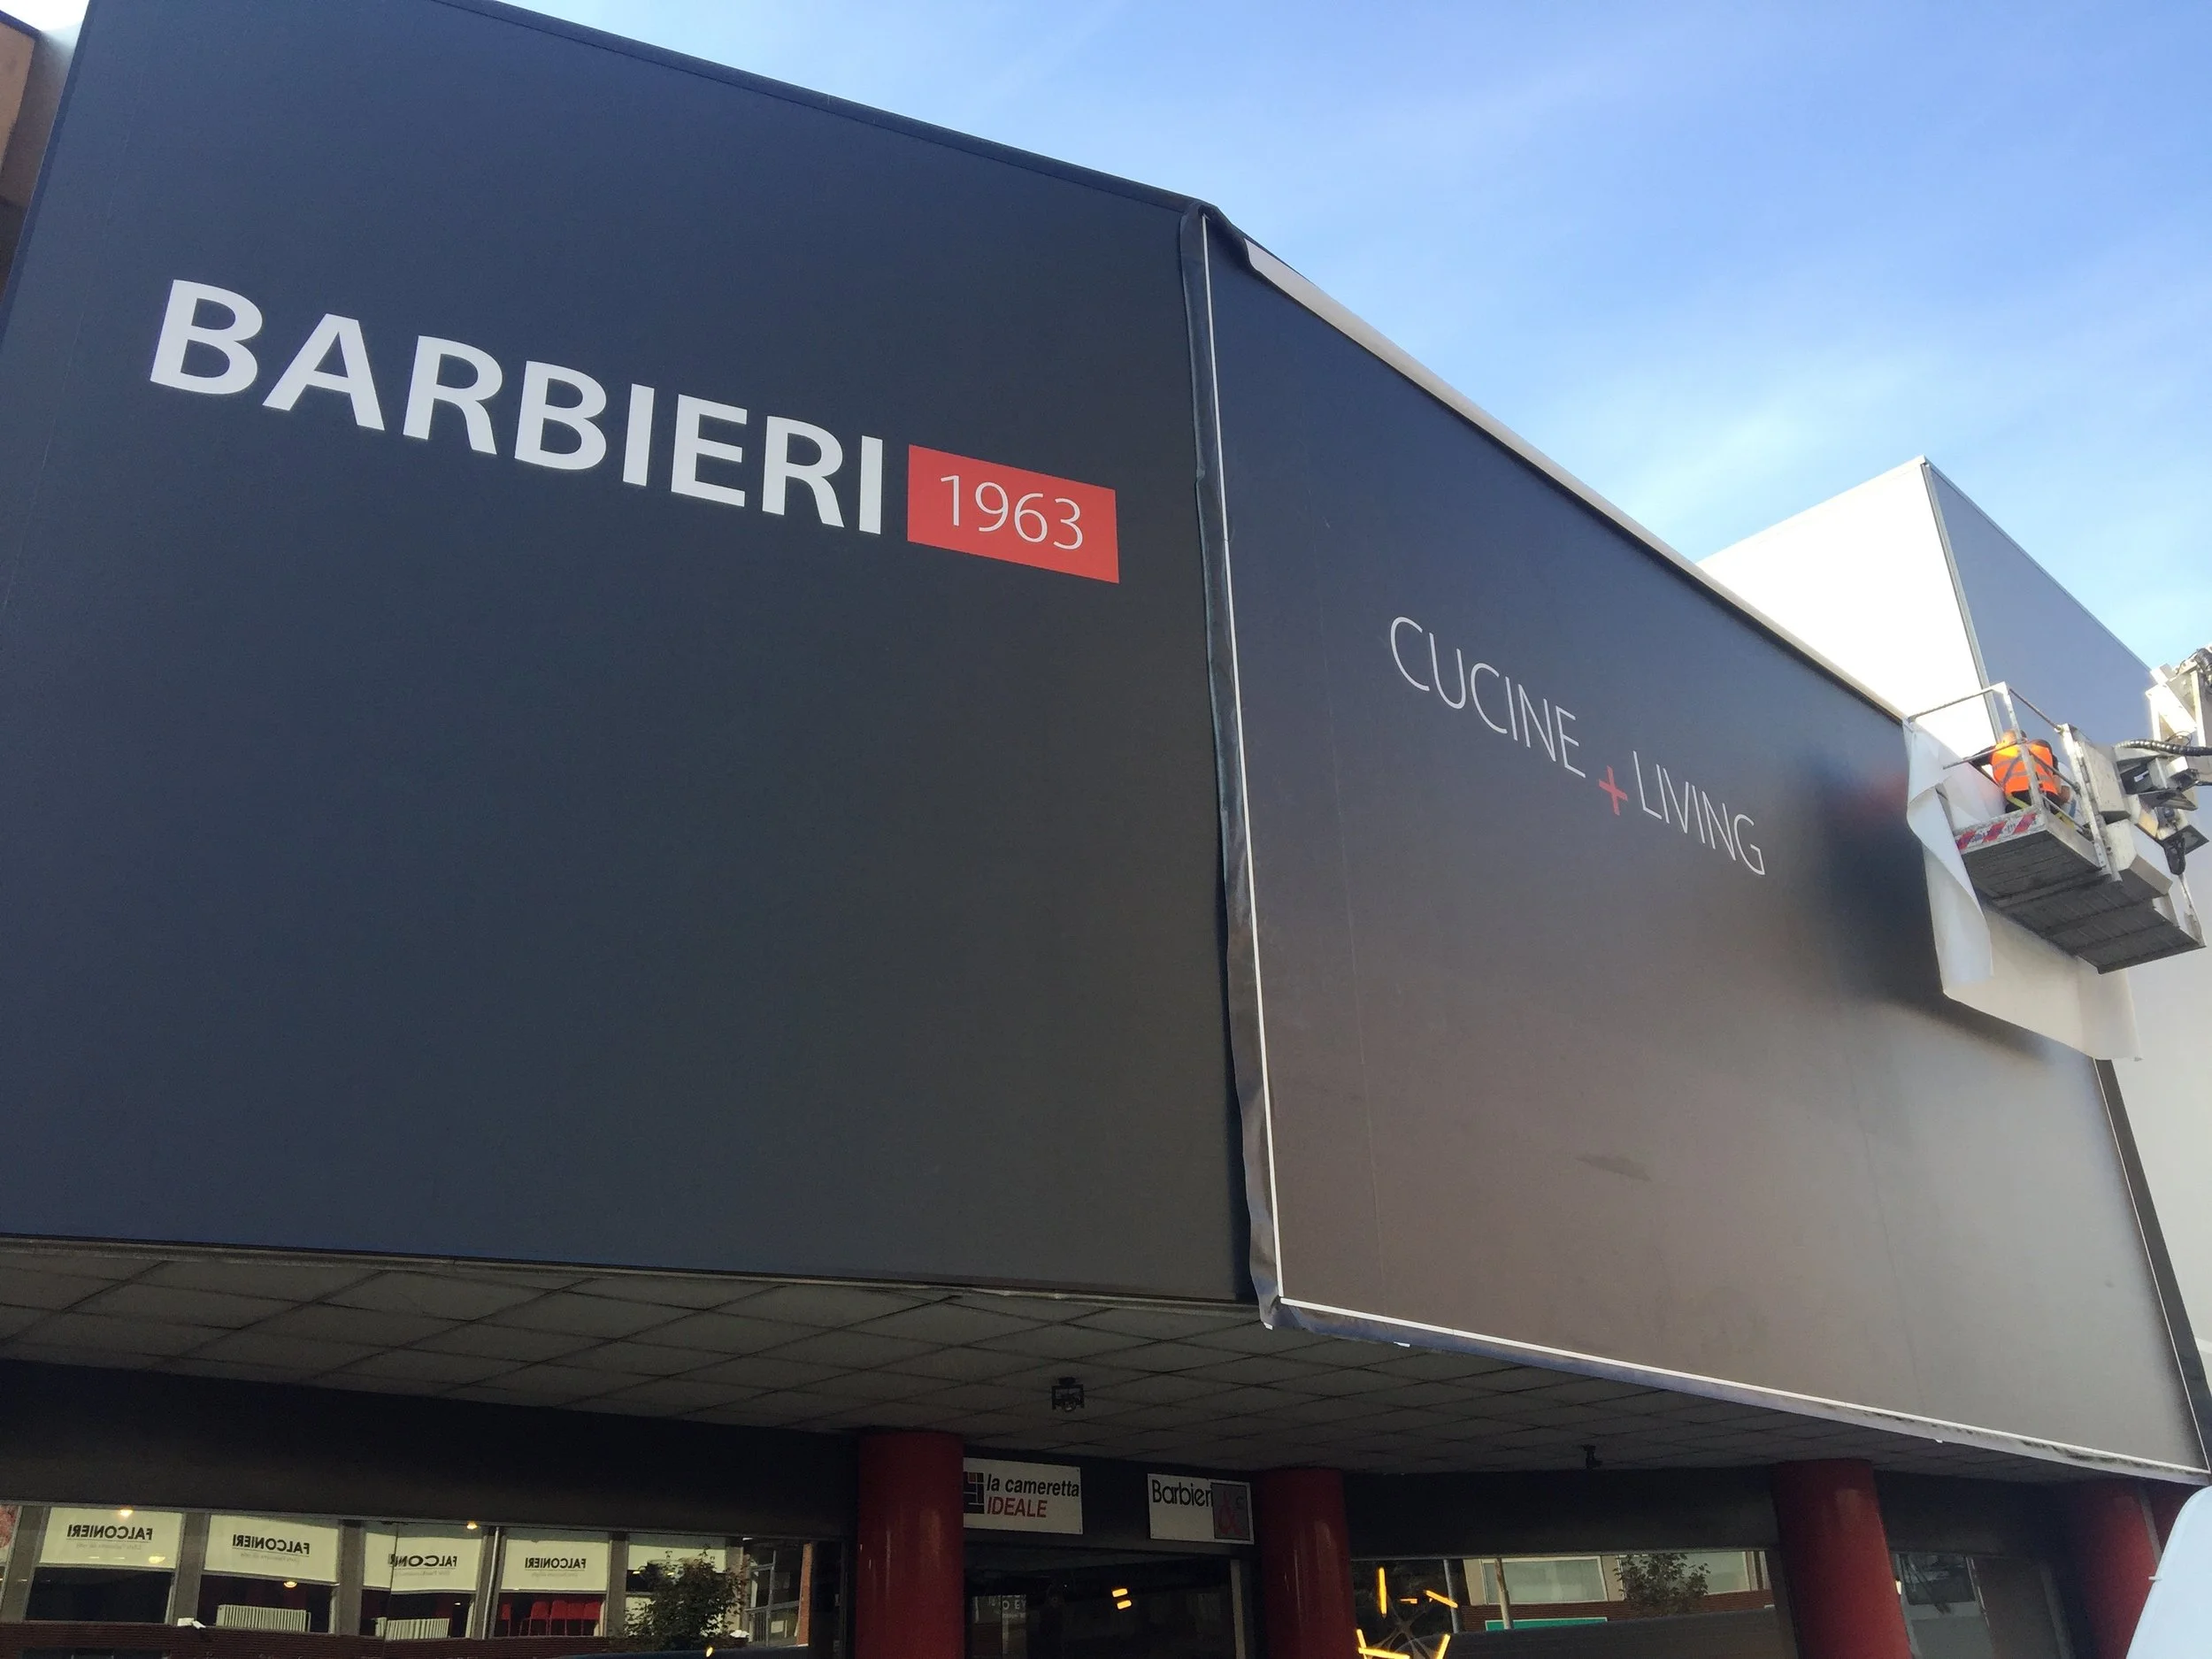 BARBIERI 1963
CUCINE + LIVING
la cameretta
IDEALE
Barbieri
FALCONIERI
FALCONIERI
FALCONIERI
FALCONIERI